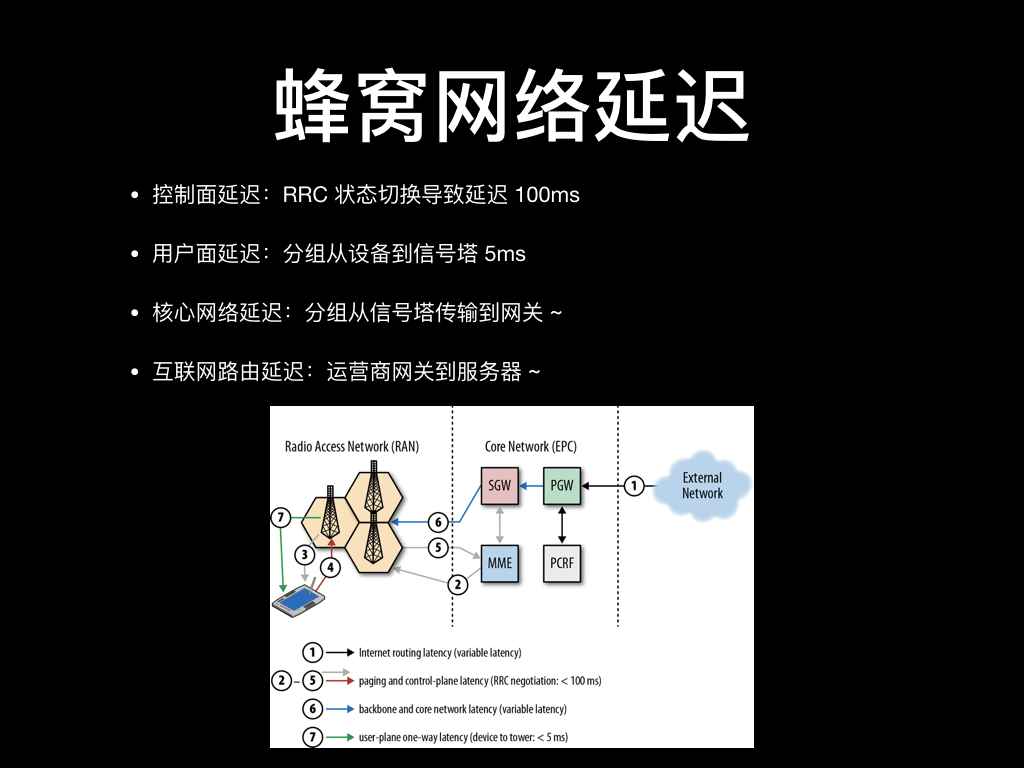 蜂窝网络延迟
• 控制面延迟：RRC 状态切换导致延迟 100ms
• 用户面延迟：分组从设备到信号塔 5ms
• 核心网络延迟：分组从信号塔传输到网关 ~
• 互联网路由延迟：运营商网关到服务器 ~
Radio Access Network (RAN)
Core Network (EPC)
External
Network
SGW
PGW
1
7
6
5
3
4
MME
PCRF
2
1 Internet routing latency (variable latency)
2 – 5 paging and control-plane latency (RRC negotiation: < 100 ms)
6 backbone and core network latency (variable latency)
7 user-plane one-way latency (device to tower: < 5 ms)